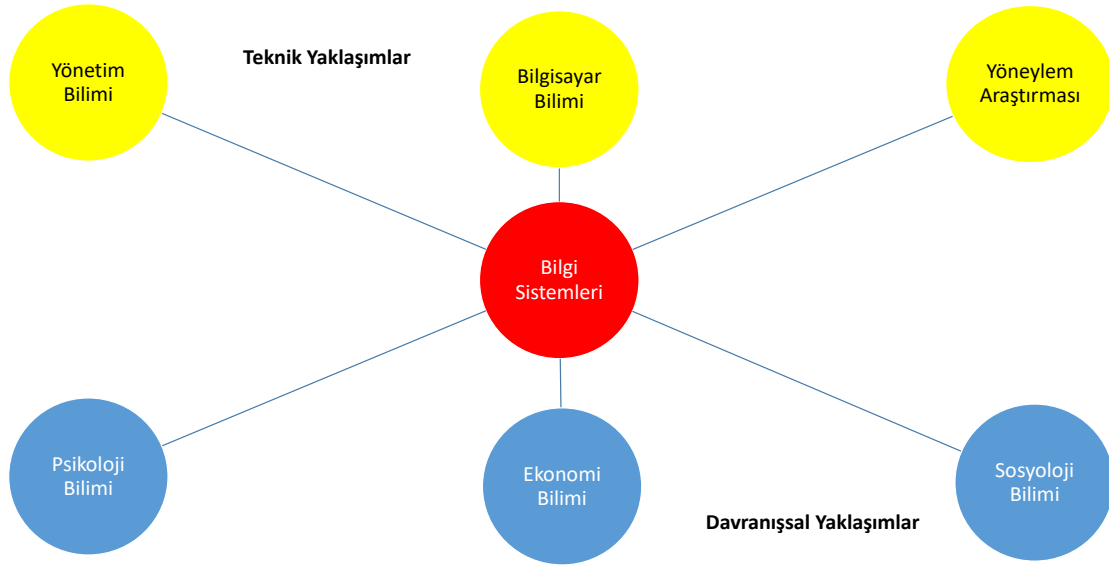 Yönetim
Bilimi
Teknik Yaklaşımlar
Bilgisayar
Bilimi
Yöneylem
Araştırması
Bilgi
Sistemleri
Psikoloji
Bilimi
Ekonomi
Bilimi
Sosyoloji
Bilimi
Davranışsal Yaklaşımlar